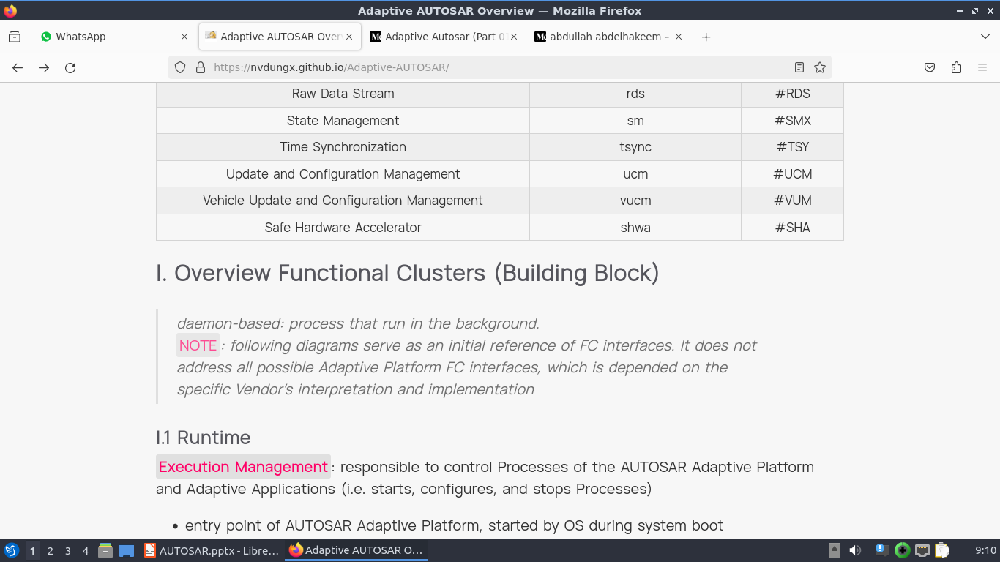 Adaptive AUTOSAR Overview — Mozilla Firefox
WhatsApp
Adaptive AUTOSAR Over
Adaptive Autosar (Part 0
abdullah abdelhakeem –
https://nvdungx.github.io/Adaptive-AUTOSAR/
Raw Data Stream rds #RDS
State Management sm #SMX
Time Synchronization tsync #TSY
Update and Configuration Management ucm #UCM
Vehicle Update and Configuration Management vucm #VUM
Safe Hardware Accelerator shwa #SHA
I. Overview Functional Clusters (Building Block)
daemon-based: process that run in the background.
NOTE: following diagrams serve as an initial reference of FC interfaces. It does not
address all possible Adaptive Platform FC interfaces, which is depended on the
specific Vendor's interpretation and implementation
I.1 Runtime
Execution Management: responsible to control Processes of the AUTOSAR Adaptive Platform
and Adaptive Applications (i.e. starts, configures, and stops Processes)
• entry point of AUTOSAR Adaptive Platform, started by OS during system boot
1 2 3 4 AUTOSAR.pptx - Libre... Adaptive AUTOSAR O... 9:10